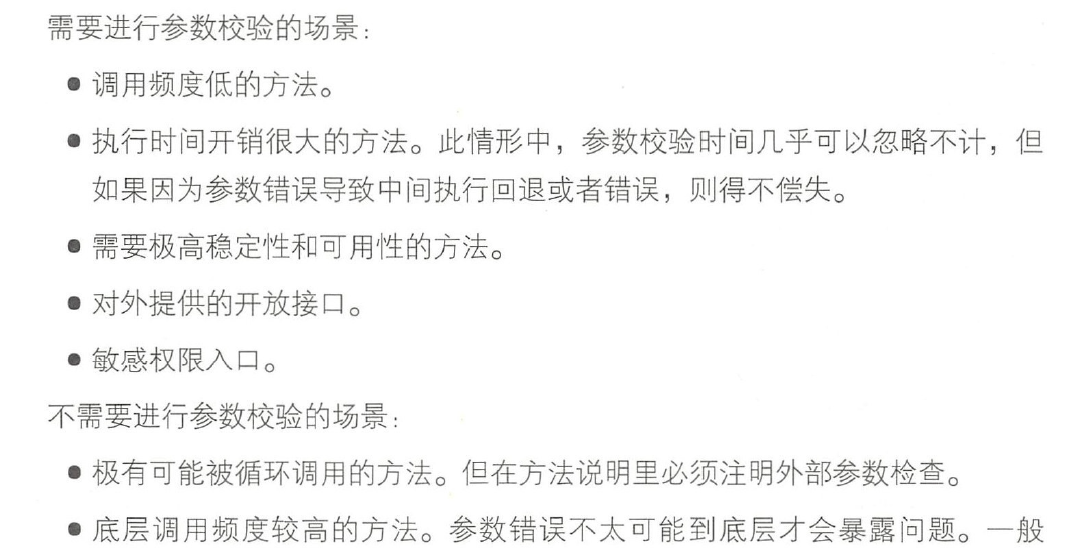 需要进行参数校验的场景：
● 调用频度低的方法。
● 执行时间开销很大的方法。此情形中，参数校验时间几乎可以忽略不计，但
如果因为参数错误导致中间执行回退或者错误，则得不偿失。
● 需要极高稳定性和可用性的方法。
● 对外提供的开放接口。
● 敏感权限入口。
不需要进行参数校验的场景：
● 极有可能被循环调用的方法。但在方法说明里必须注明外部参数检查。
● 底层调用频度较高的方法。参数错误不太可能到底层才会暴露问题。一般